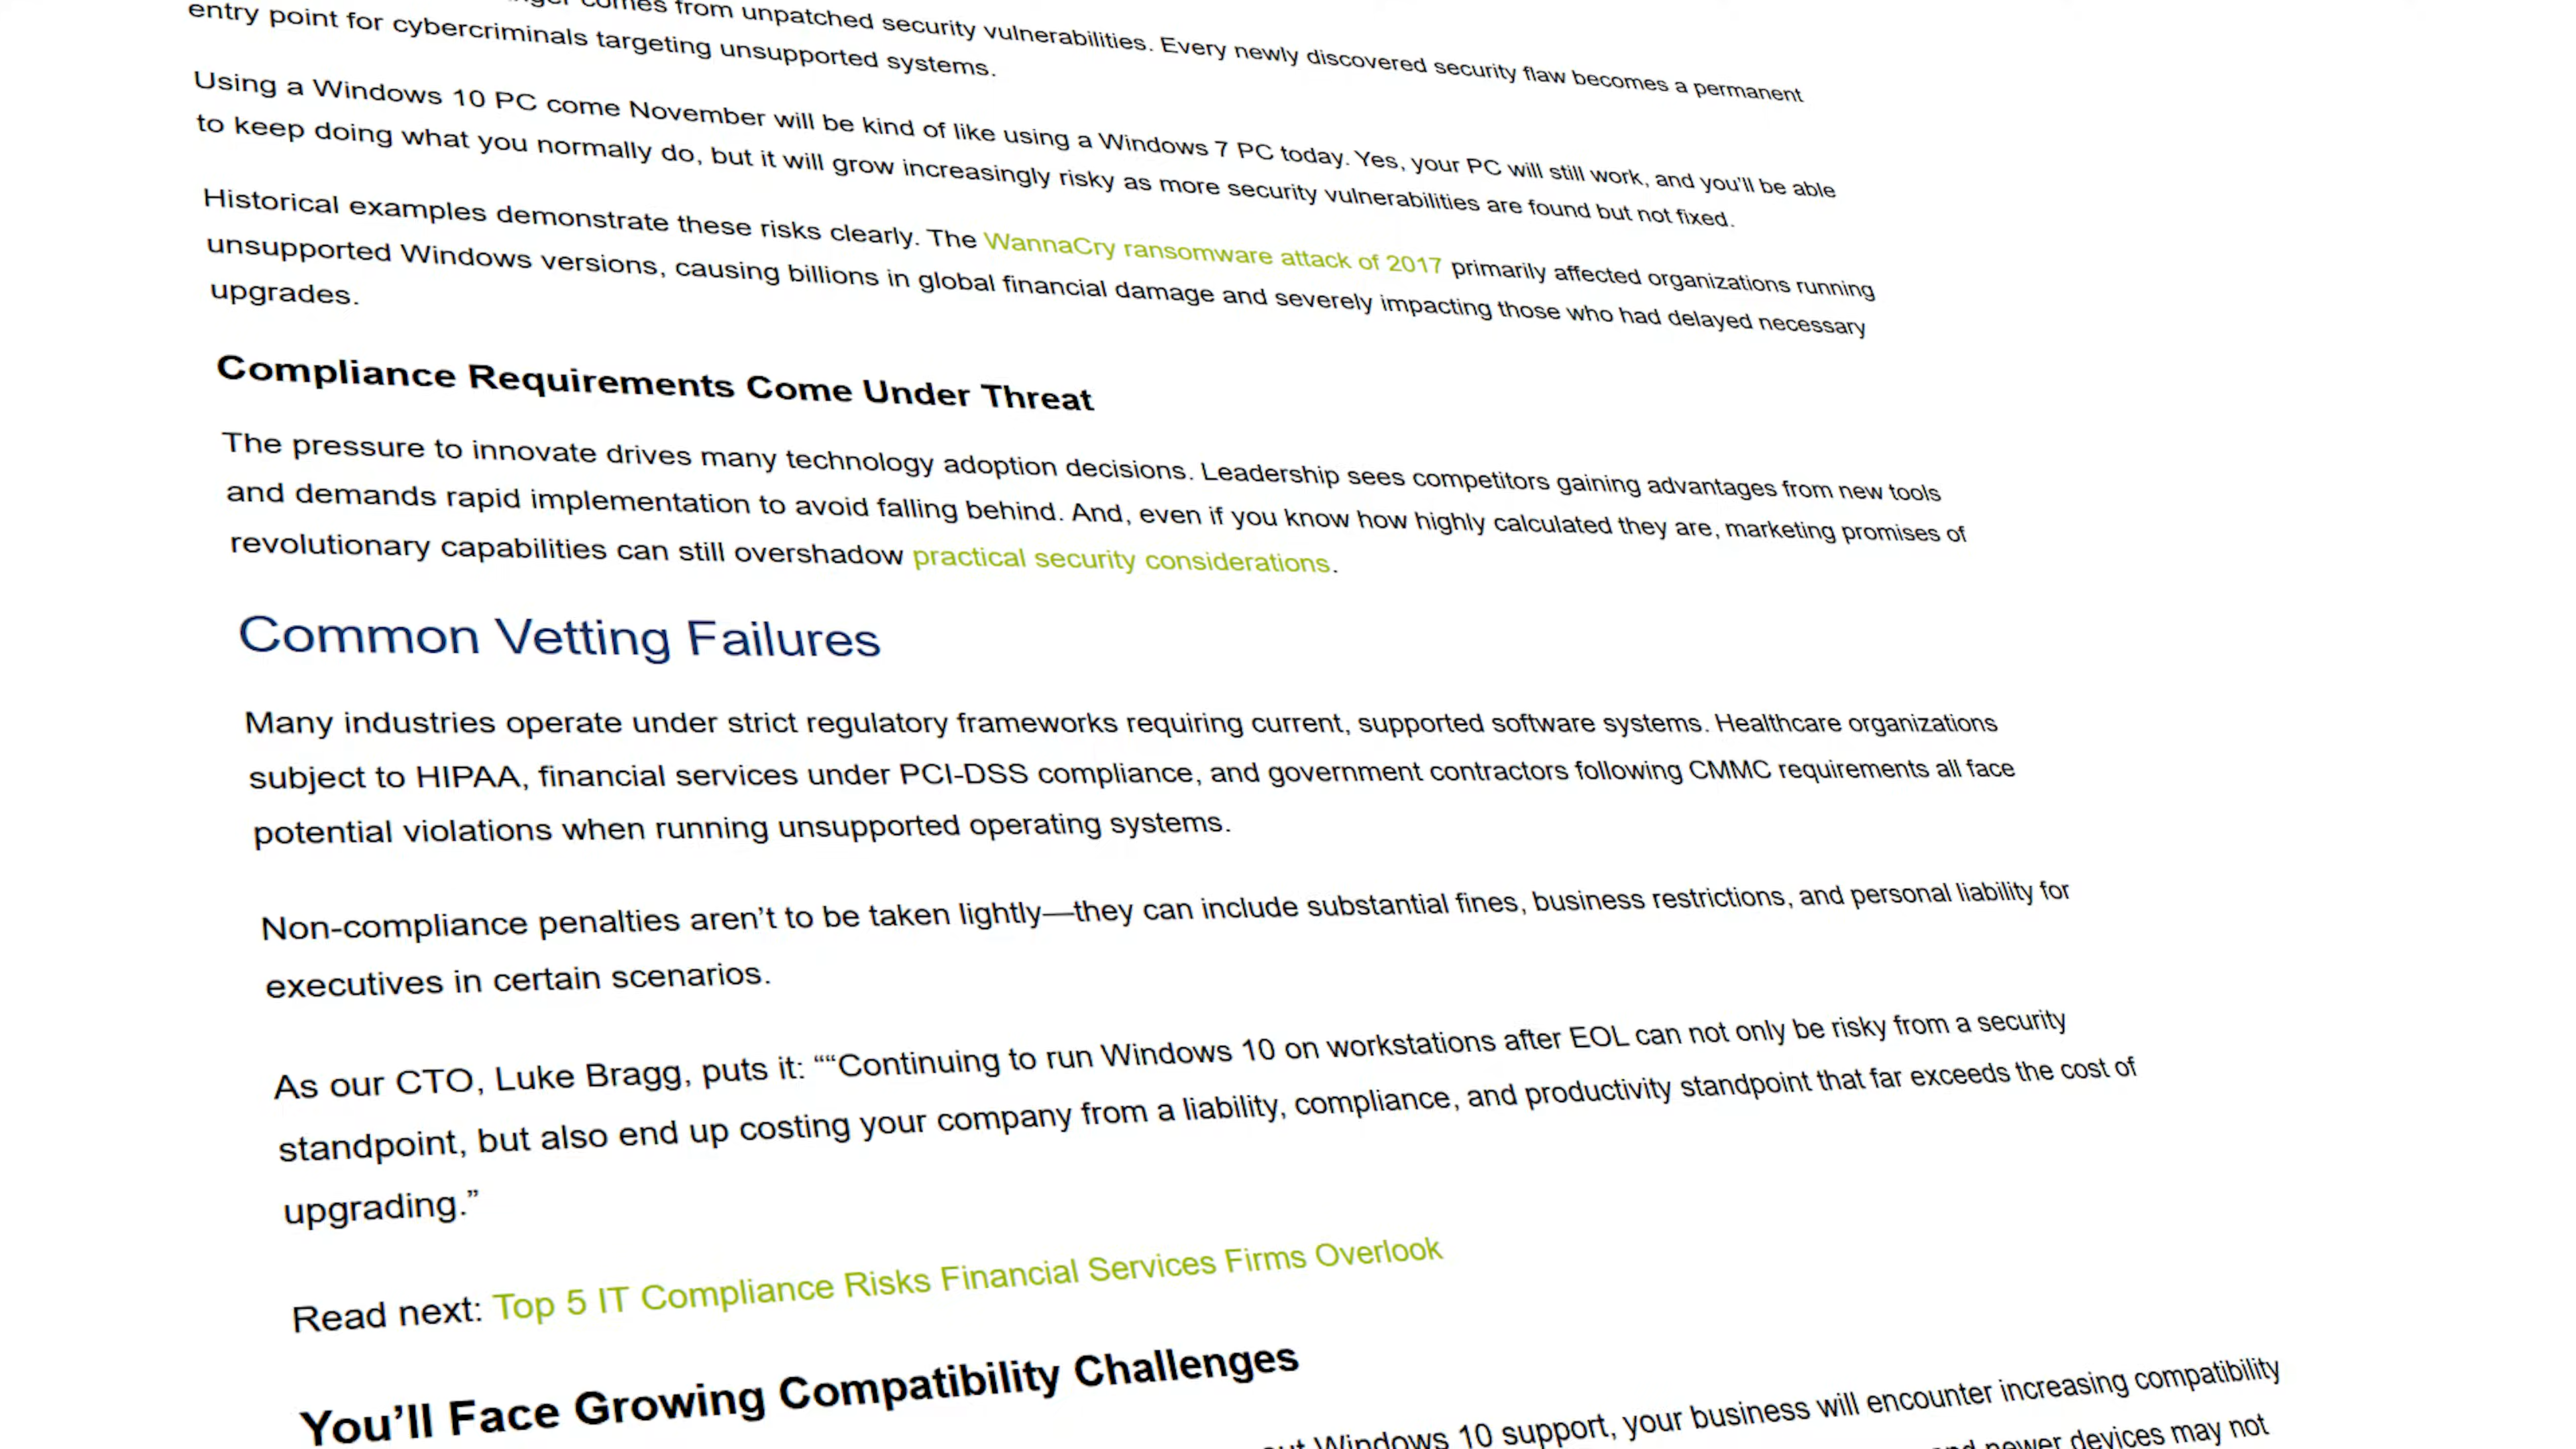 comes from unpatched security vulnerabilities. Every newly discovered security flaw becomes a permanent
entry point for cybercriminals targeting unsupported systems.
Using a Windows 10 PC come November will be kind of like using a Windows 7 PC today. Yes, your PC will still work, and you'll be able
to keep doing what you normally do, but it will grow increasingly risky as more security vulnerabilities are found but not fixed.
Historical examples demonstrate these risks clearly. The WannaCry ransomware attack of 2017 primarily affected organizations running
unsupported Windows versions, causing billions in global financial damage and severely impacting those who had delayed necessary
upgrades.
Compliance Requirements Come Under Threat
The pressure to innovate drives many technology adoption decisions. Leadership sees competitors gaining advantages from new tools
and demands rapid implementation to avoid falling behind. And, even if you know how highly calculated they are, marketing promises of
revolutionary capabilities can still overshadow practical security considerations.
Common Vetting Failures
Many industries operate under strict regulatory frameworks requiring current, supported software systems. Healthcare organizations
subject to HIPAA, financial services under PCI-DSS compliance, and government contractors following CMMC requirements all face
potential violations when running unsupported operating systems.
Non-compliance penalties aren’t to be taken lightly—they can include substantial fines, business restrictions, and personal liability for
executives in certain scenarios.
As our CTO, Luke Bragg, puts it: ““Continuing to run Windows 10 on workstations after EOL can not only be risky from a security
standpoint, but also end up costing your company from a liability, compliance, and productivity standpoint that far exceeds the cost of
upgrading.”
Read next: Top 5 IT Compliance Risks Financial Services Firms Overlook
You’ll Face Growing Compatibility Challenges
Windows 10 support, your business will encounter increasing compatibility
newer devices may not